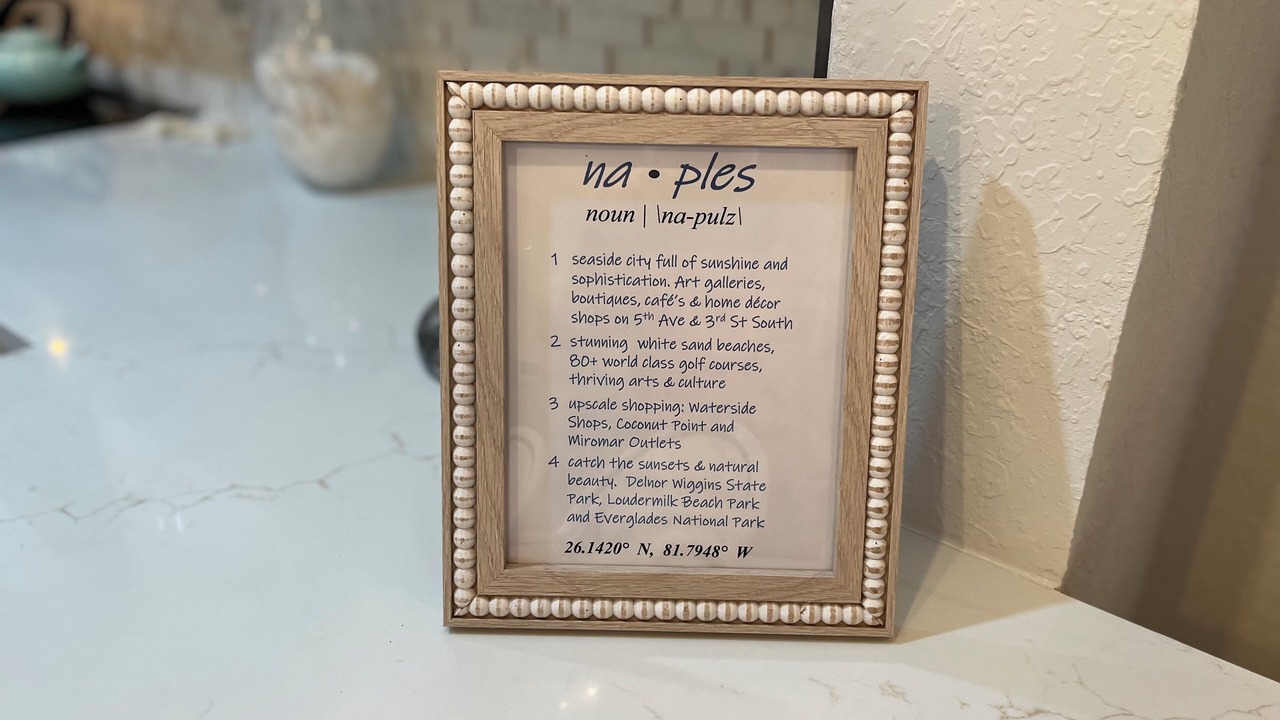 na • ples
noun | \na-pulz\
1 seaside city full of sunshine and
sophistication. Art galleries,
boutiques, café's & home décor
shops on 5th Ave & 3rd St South
2 stunning white sand beaches,
80+ world class golf courses,
thriving arts & culture
3 upscale shopping: Waterside
Shops, Coconut Point and
Miromar Outlets
4 catch the sunsets & natural
beauty. Delnor Wiggins State
Park, Loudermilk Beach Park
and Everglades National Park
26.1420° N, 81.7948° W